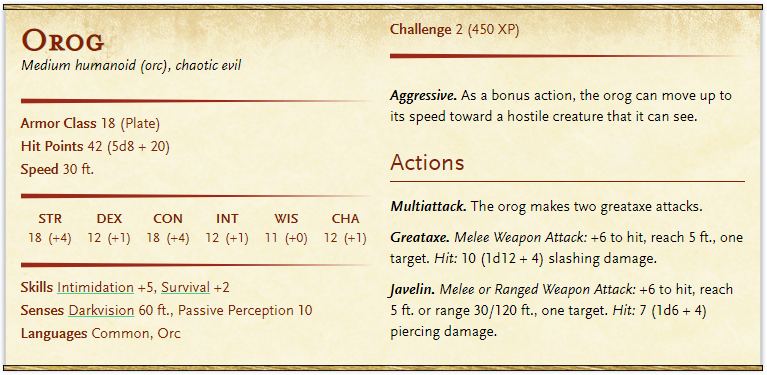 Orog
Medium humanoid (orc), chaotic evil
Armor Class 18 (Plate)
Hit Points 42 (5d8 + 20)
Speed 30 ft.
STR DEX CON INT WIS CHA
18 (+4) 12 (+1) 18 (+4) 12 (+1) 11 (+0) 12 (+1)
Skills Intimidation +5, Survival +2
Senses Darkvision 60 ft., Passive Perception 10
Languages Common, Orc
Challenge 2 (450 XP)
Aggressive. As a bonus action, the orog can move up to
its speed toward a hostile creature that it can see.
Actions
Multiattack. The orog makes two greataxe attacks.
Greataxe. Melee Weapon Attack: +6 to hit, reach 5 ft., one
target. Hit: 10 (1d12 + 4) slashing damage.
Javelin. Melee or Ranged Weapon Attack: +6 to hit, reach
5 ft. or range 30/120 ft., one target. Hit: 7 (1d6 + 4)
piercing damage.